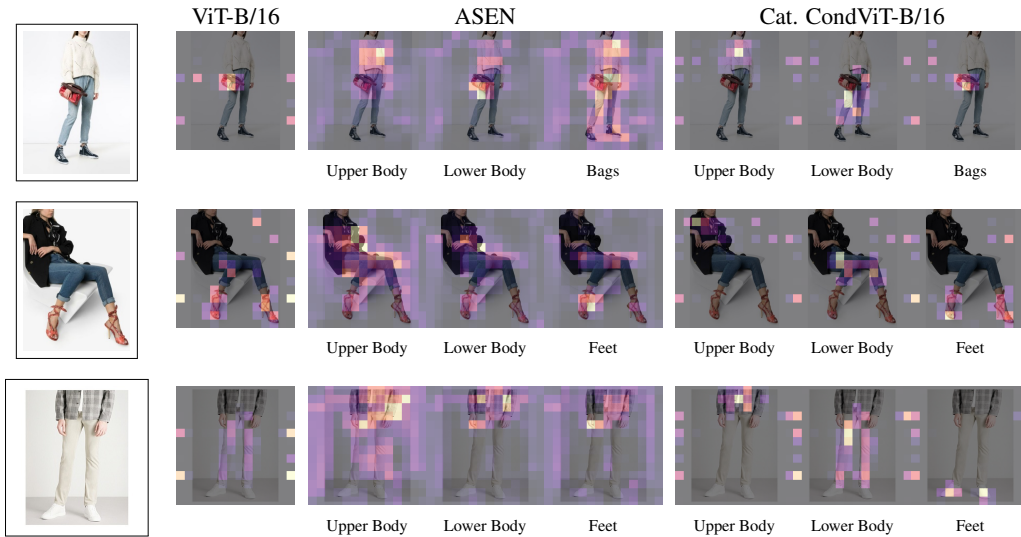 ViT-B/16 ASEN Cat. CondViT-B/16
Upper Body Lower Body Bags Upper Body Lower Body Bags
Upper Body Lower Body Feet Upper Body Lower Body Feet
Upper Body Lower Body Feet Upper Body Lower Body Feet